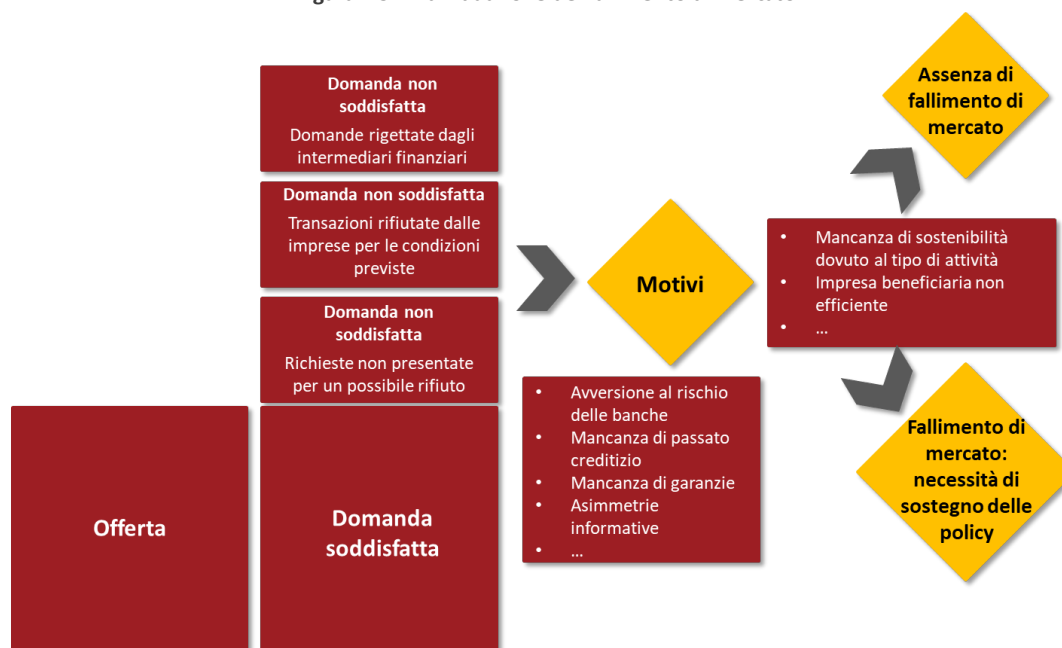 Domanda non
soddisfatta
Domande rigettate dagli
intermediari finanziari
Domanda non soddisfatta
Transazioni rifiutate dalle
imprese per le condizioni
previste
Domanda non
soddisfatta
Richieste non presentate
per un possibile rifiuto
Offerta
Domanda
soddisfatta
Motivi
• Avversione al rischio
delle banche
• Mancanza di passato
creditizio
• Mancanza di garanzie
• Asimmetrie
informative
• ...
Assenza di
fallimento di
mercato
• Mancanza di sostenibilità
dovuto al tipo di attività
• Impresa beneficiaria non
efficiente
• ...
Fallimento di
mercato:
necessità di
sostegno delle
policy